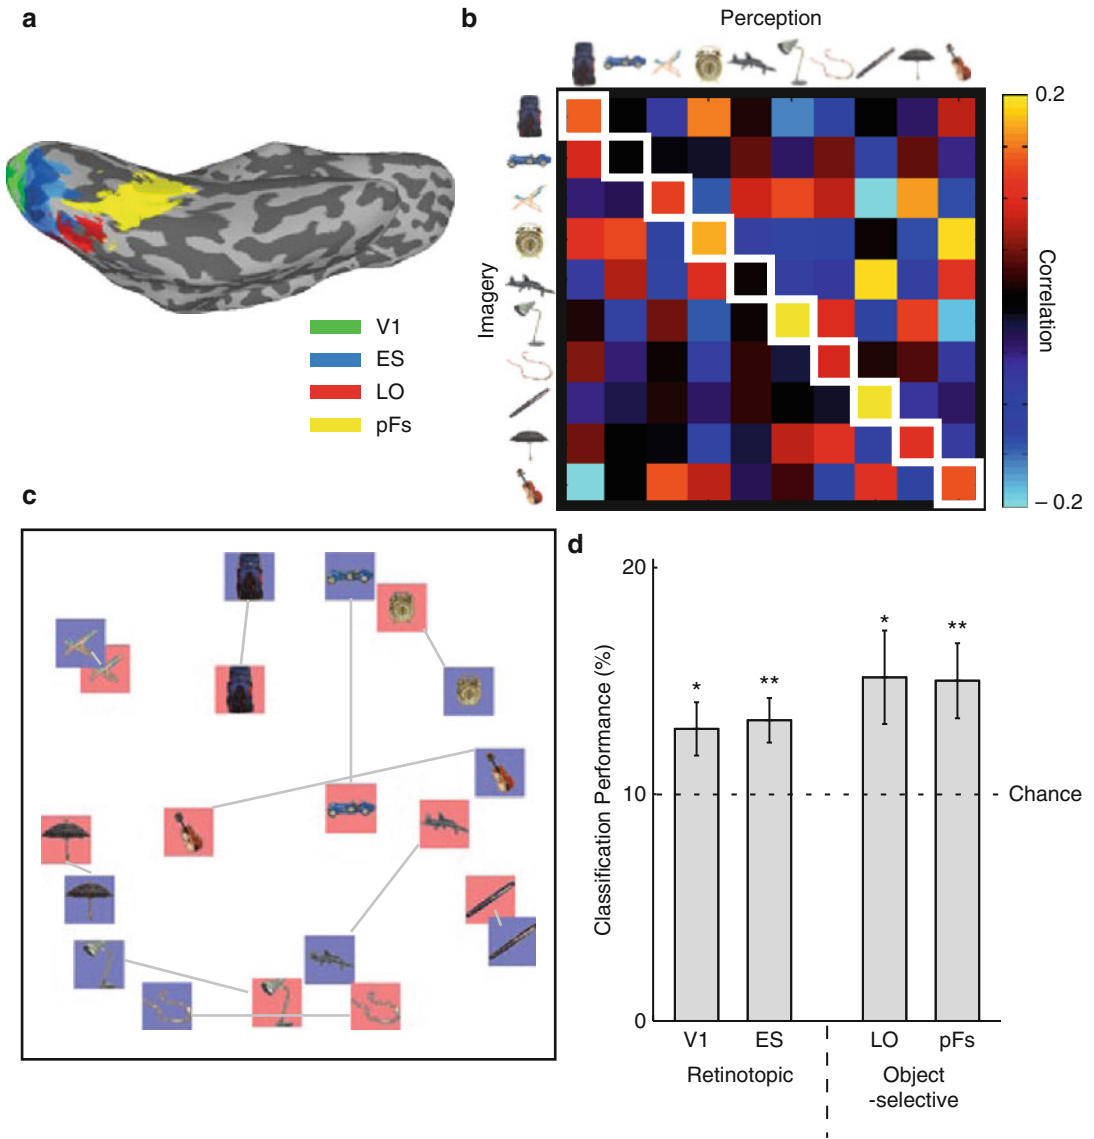 a
V1
ES
LO
pFs
b
Perception
Imagery
0.2
Correlation
– 0.2
c
d
20
10
0
Classification Performance (%)
*
**
*
**
Chance
V1
ES
LO
pFs
Retinotopic
Object
-selective